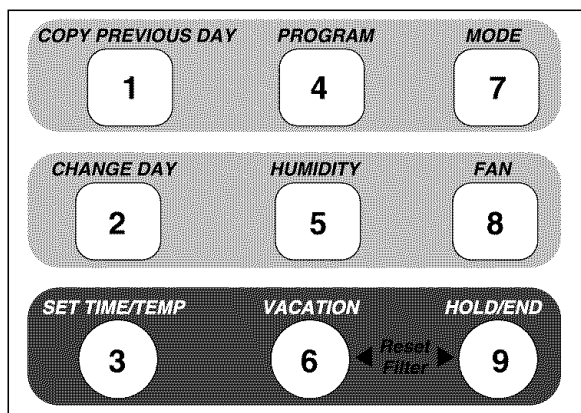 COPY PREVIOUS DAY PROGRAM MODE
1 4 7
CHANGE DAY HUMIDITY FAN
2 5 8
SET TIME/TEMP VACATION HOLD/END
3 6 Reset Filter 9